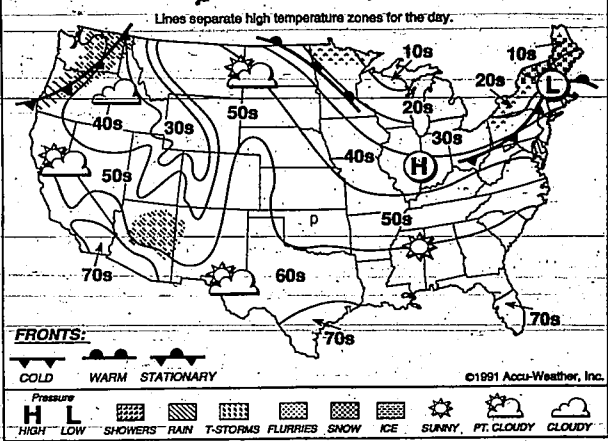 Lines separate high temperature zones for the day.
10s
10s
L
20s
20s
50s
40s
30s
30s
40s
H
50s
50s
p
60s
70s
70s
70s
FRONTS:
COLD WARM STATIONARY
©1991 Accu-Weather, Inc.
Pressure
H L
HIGH LOW SHOWERS RAIN T-STORMS FLURRIES SNOW ICE SUNNY PT. CLOUDY CLOUDY